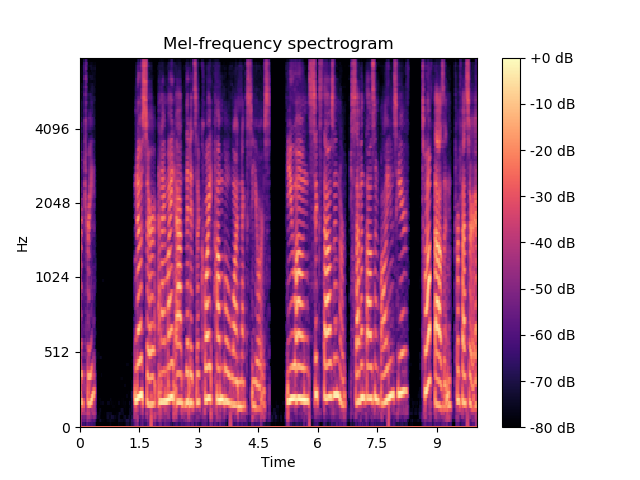 Mel-frequency spectrogram
+0 dB
4096
-10 dB
-20 dB
2048
-30 dB
Hz
-40 dB
1024
-50 dB
-60 dB
512
-70 dB
0
-80 dB
0 1.5 3 4.5 6 7.5 9
Time